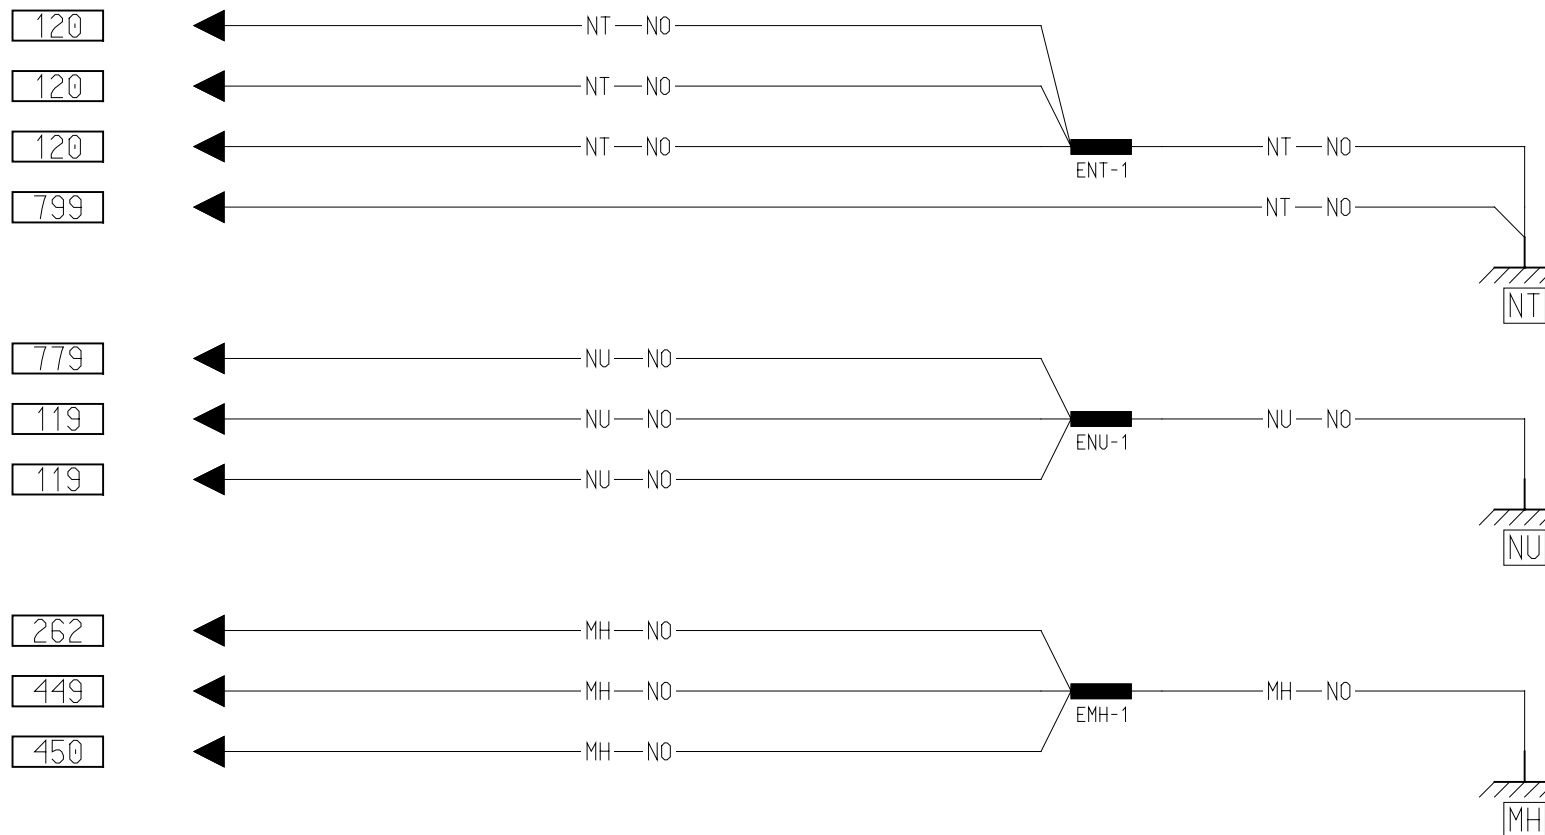 120 NT NO
120 NT NO
120 NT NO NT NO
ENT-1
799 NT NO
NT
779 NU NO
119 NU NO NU NO
ENU-1
119 NU NO
NU
262 MH NO
449 MH NO MH NO
EMH-1
450 MH NO
MH